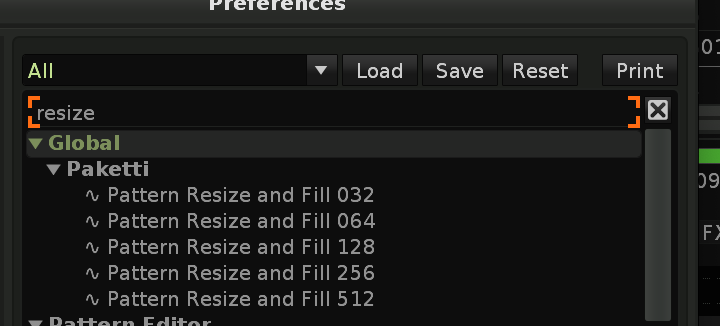 Preferences
All Load Save Reset Print
resize
Global
Paketti
Pattern Resize and Fill 032
Pattern Resize and Fill 064
Pattern Resize and Fill 128
Pattern Resize and Fill 256
Pattern Resize and Fill 512
Pattern Editor
01
09
FX